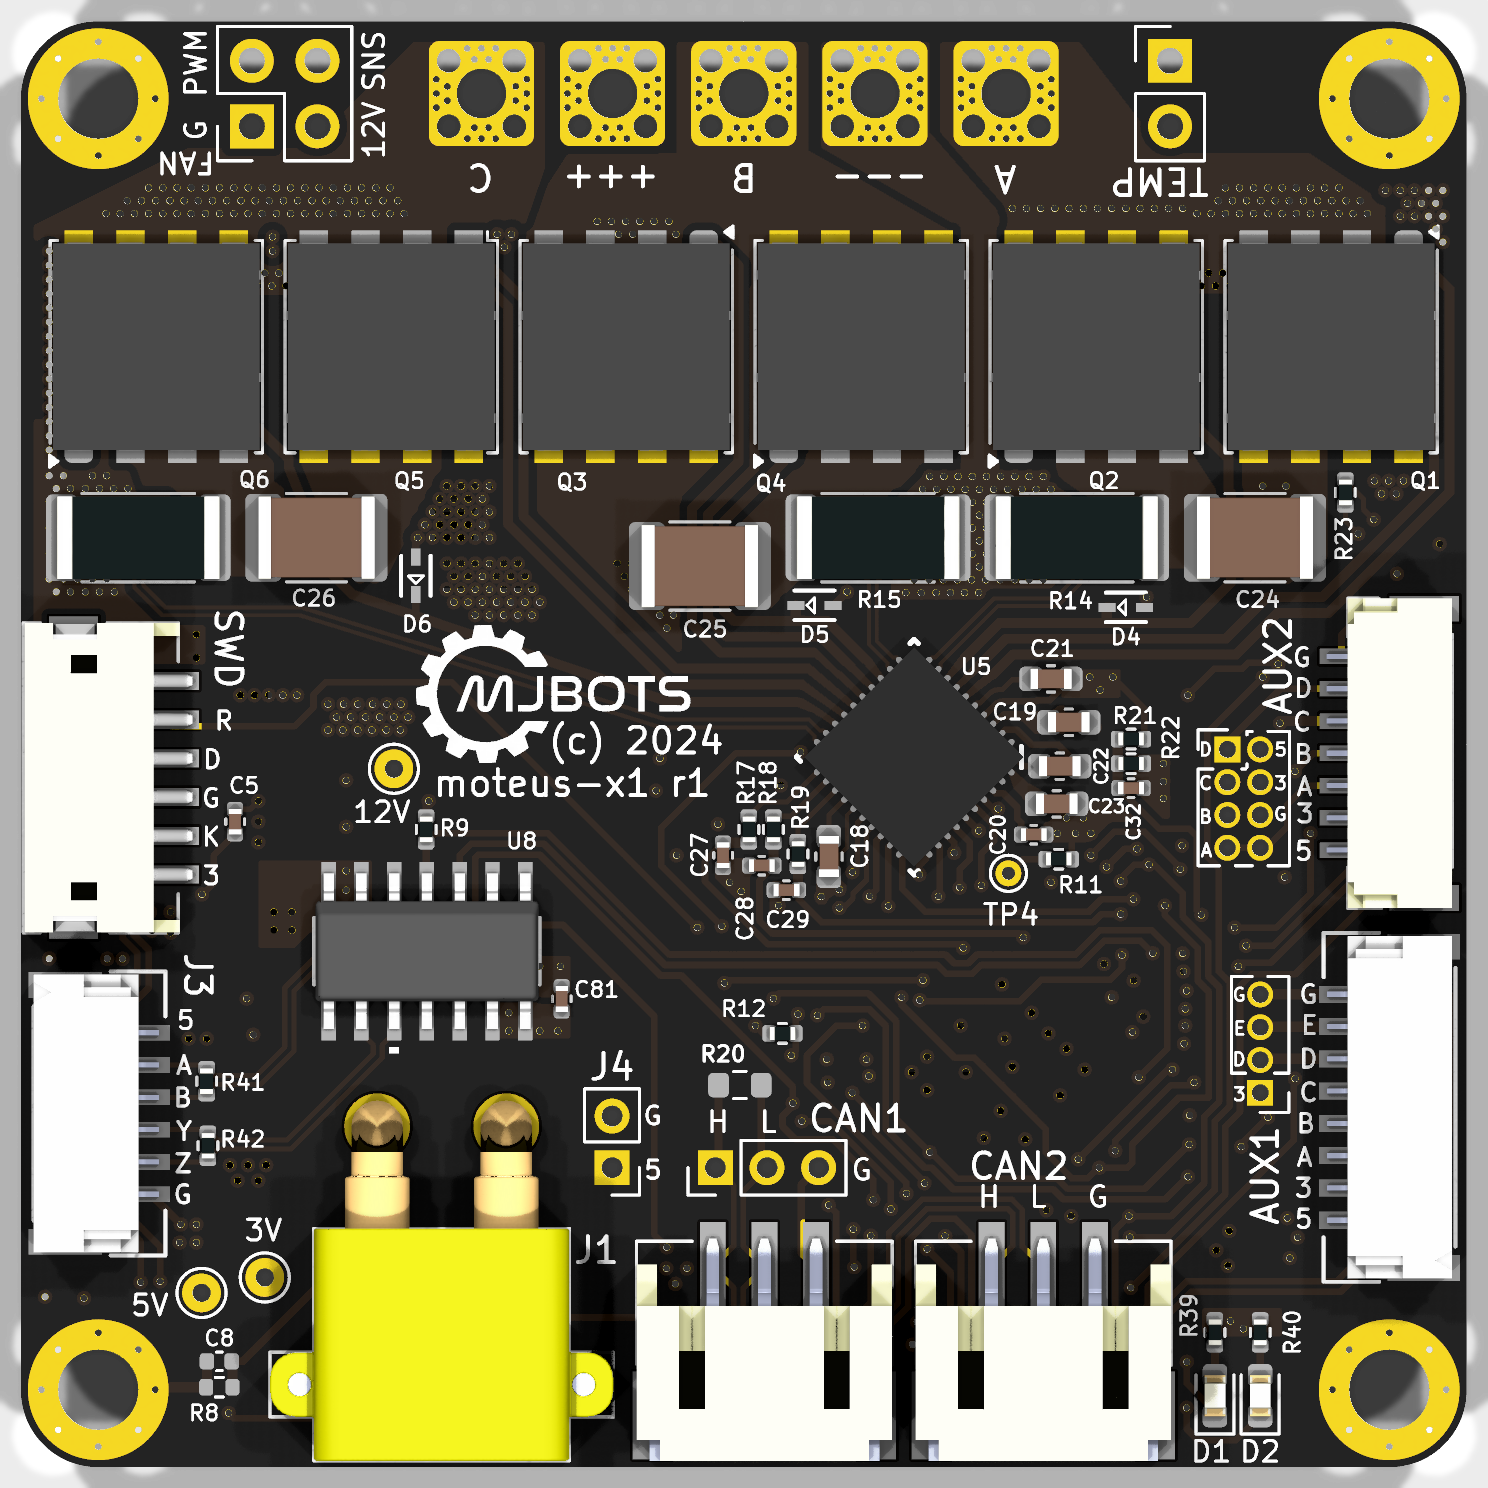 PWM
G
FAN
12V SNS
C
+++
B
---
A
TEMP
Q6
Q5
Q3
Q4
Q2
Q1
R23
C26
D6
C25
D5
R15
R14
D4
C24
SWD
R
D
G
K
3
C5
MJBOTS
(c) 2024
moteus-x1 r1
12V
R9
U8
U5
C21
C19
R21
R22
C22
C23
C32
C20
R11
TP4
R17
R18
R19
C18
C27
C28
C29
AUX2
G
D
C
B
A
3
5
D 5
C 3
B G
A
J3
5
A
B
Y
Z
G
R41
R42
C81
R12
R20
J4
G
5
H L CAN1
G
CAN2
H L G
G
E
D
3
G
E
D
C
B
A
3
5
AUX1
3V
5V
C8
R8
J1
R39
R40
D1
D2